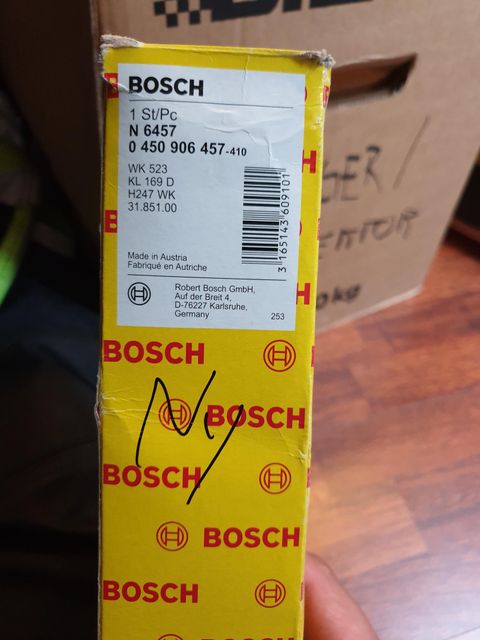 BOSCH
1 St/Pc
N 6457
0 450 906 457-410
WK 523
KL 169 D
H247 WK
31.851.00
3 165143 609101
Made in Austria
Fabriqué en Autriche
Robert Bosch GmbH,
Auf der Breit 4,
D-76227 Karlsruhe,
Germany
253
BOSCH
Ny
BOSCH
BOSCH
BOSCH
BOSCH